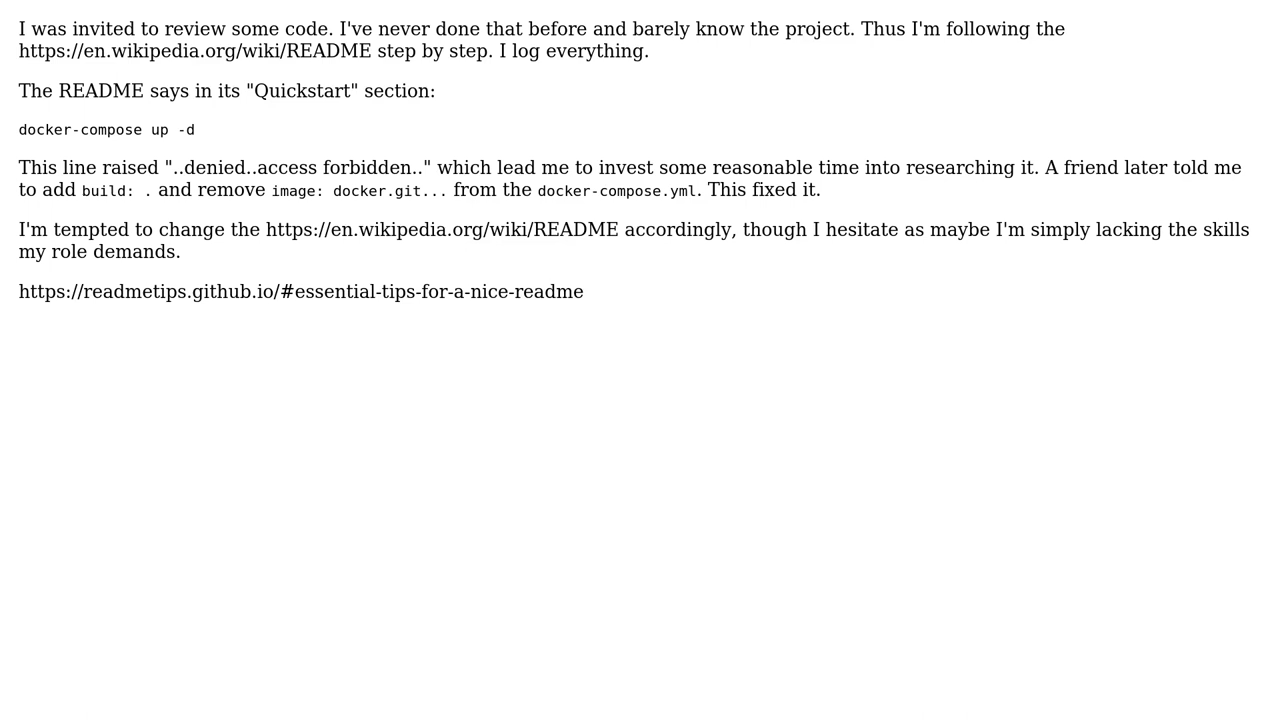 I was invited to review some code. I've never done that before and barely know the project. Thus I'm following the
https://en.wikipedia.org/wiki/README step by step. I log everything.
The README says in its "Quickstart" section:
docker-compose up -d
This line raised "..denied..access forbidden.." which lead me to invest some reasonable time into researching it. A friend later told me
to add build: . and remove image: docker.git... from the docker-compose.yml. This fixed it.
I'm tempted to change the https://en.wikipedia.org/wiki/README accordingly, though I hesitate as maybe I'm simply lacking the skills
my role demands.
https://readmetips.github.io/#essential-tips-for-a-nice-readme